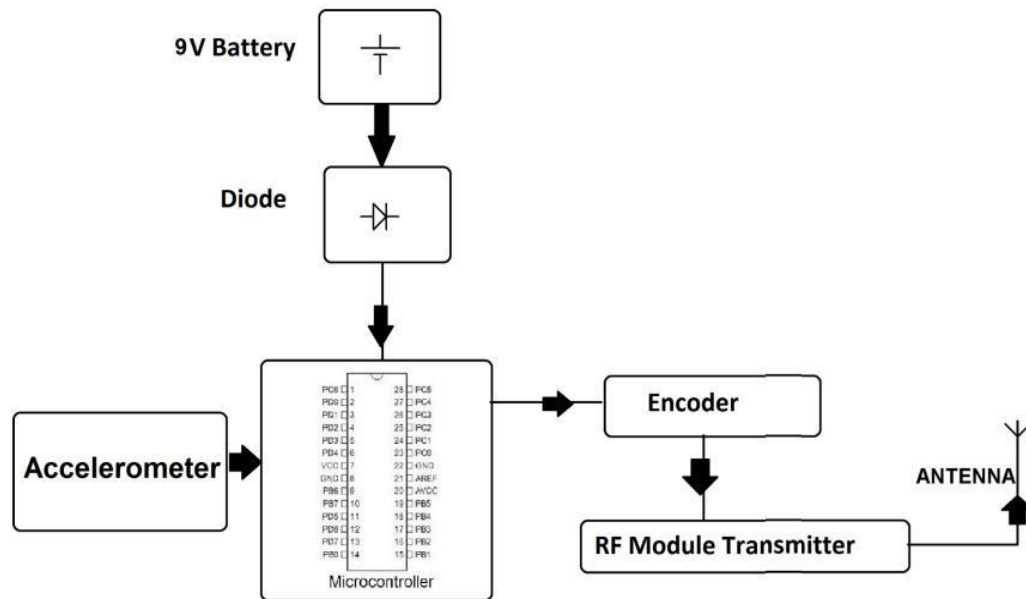 9V Battery
Diode
PC6 1 28 PC5
PD0 2 27 PC4
PD1 3 26 PC3
PD2 4 25 PC2
PD3 5 24 PC1
PD4 6 23 PC0
VCC 7 22 GND
GND 8 21 AREF
PB6 9 20 AVCC
PB7 10 19 PB5
PD5 11 18 PB4
PD6 12 17 PB3
PD7 13 16 PB2
PB0 14 15 PB1
Microcontroller
Accelerometer
Encoder
RF Module Transmitter
ANTENNA